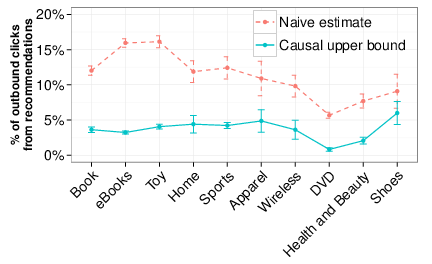 % of outbound clicks
from recommendations
20%
15%
10%
5%
0%
Naive estimate
Causal upper bound
Book
eBooks
Toy
Home
Sports
Apparel
Wireless
DVD
Health and Beauty
Shoes